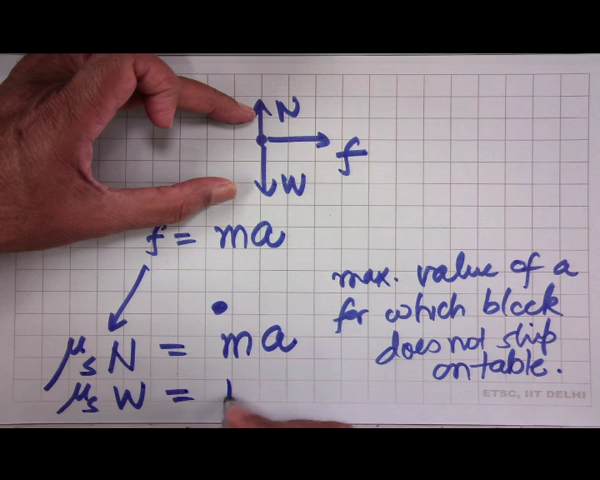 N
f
W
f = ma
max. value of a
for which block
does not slip
on table.
μs N = ma
μs W =
ETSC, IIT DELHI